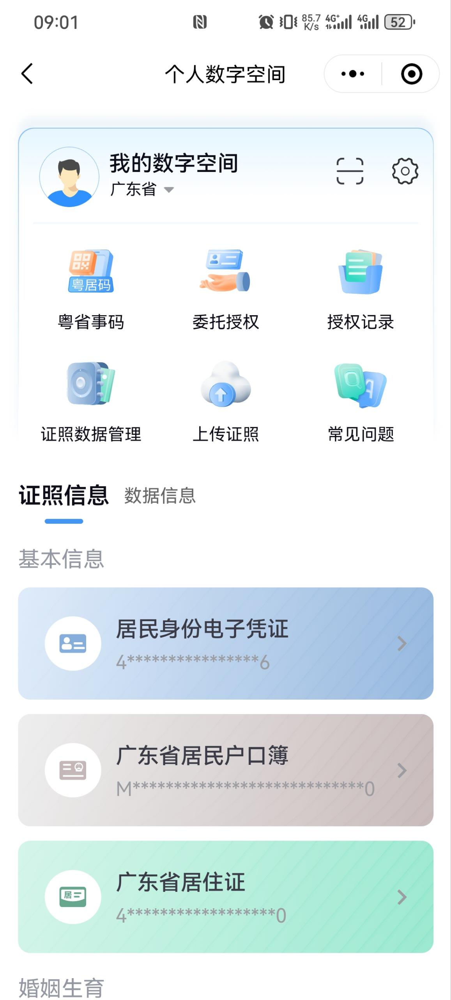 09:01
85.7 K/s
4G+
4G
52
个人数字空间
我的数字空间
广东省
粤居码
粤省事码
委托授权
授权记录
Q A
证照数据管理
上传证照
常见问题
证照信息
数据信息
基本信息
居民身份电子凭证
4****************6
广东省居民户口簿
M****************************0
居
广东省居住证
4******************0
婚姻生育